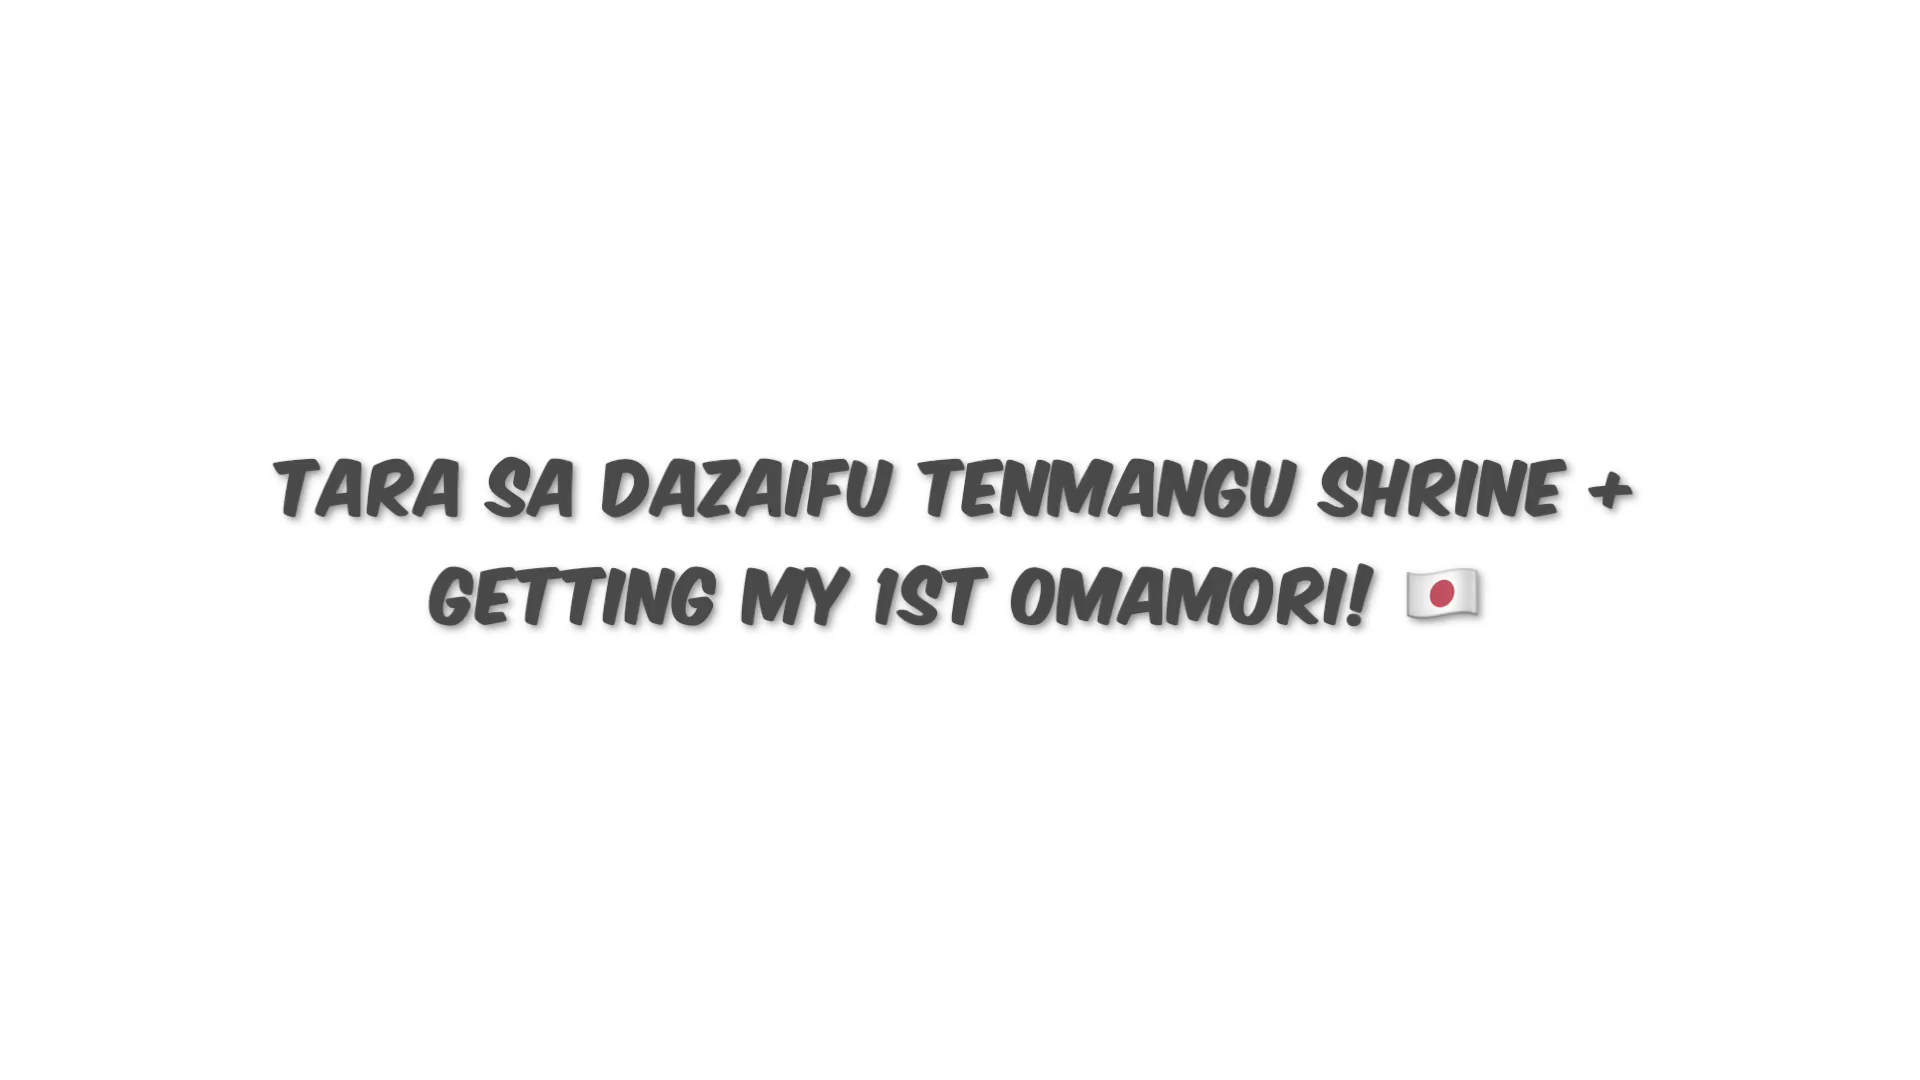 TARA SA DAZAIFU TENMANGU SHRINE +
GETTING MY 1ST OMAMORI! 🇯🇵